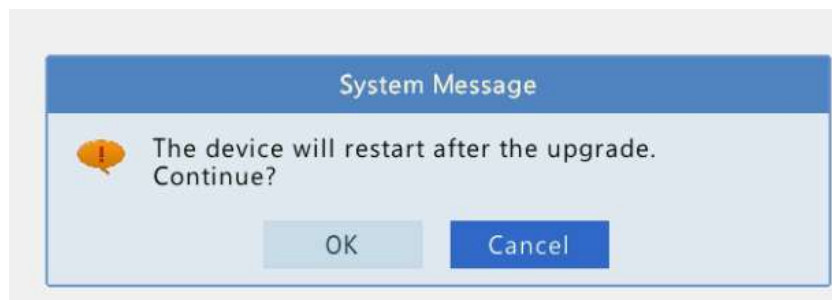 System Message
The device will restart after the upgrade.
Continue?
OK
Cancel